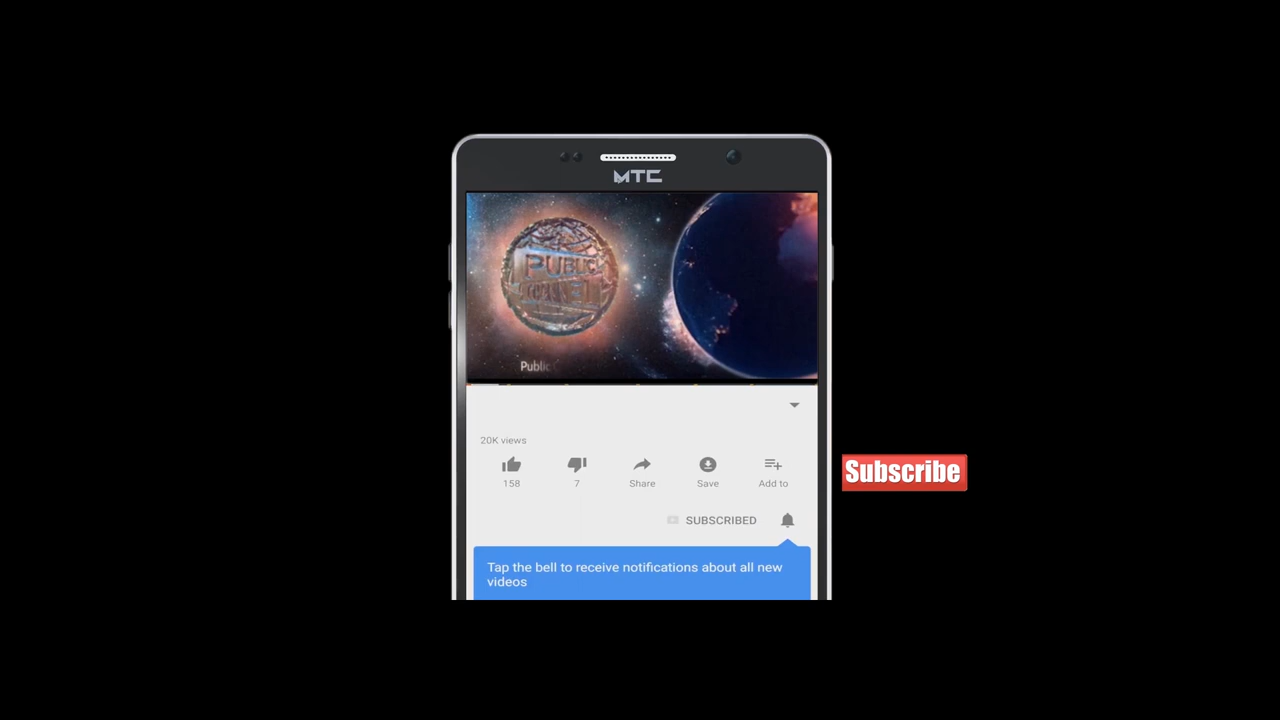 MTC
PUBLIC
CHANNEL
Public
20K views
158
7
Share
Save
Add to
Subscribe
SUBSCRIBED
Tap the bell to receive notifications about all new
videos